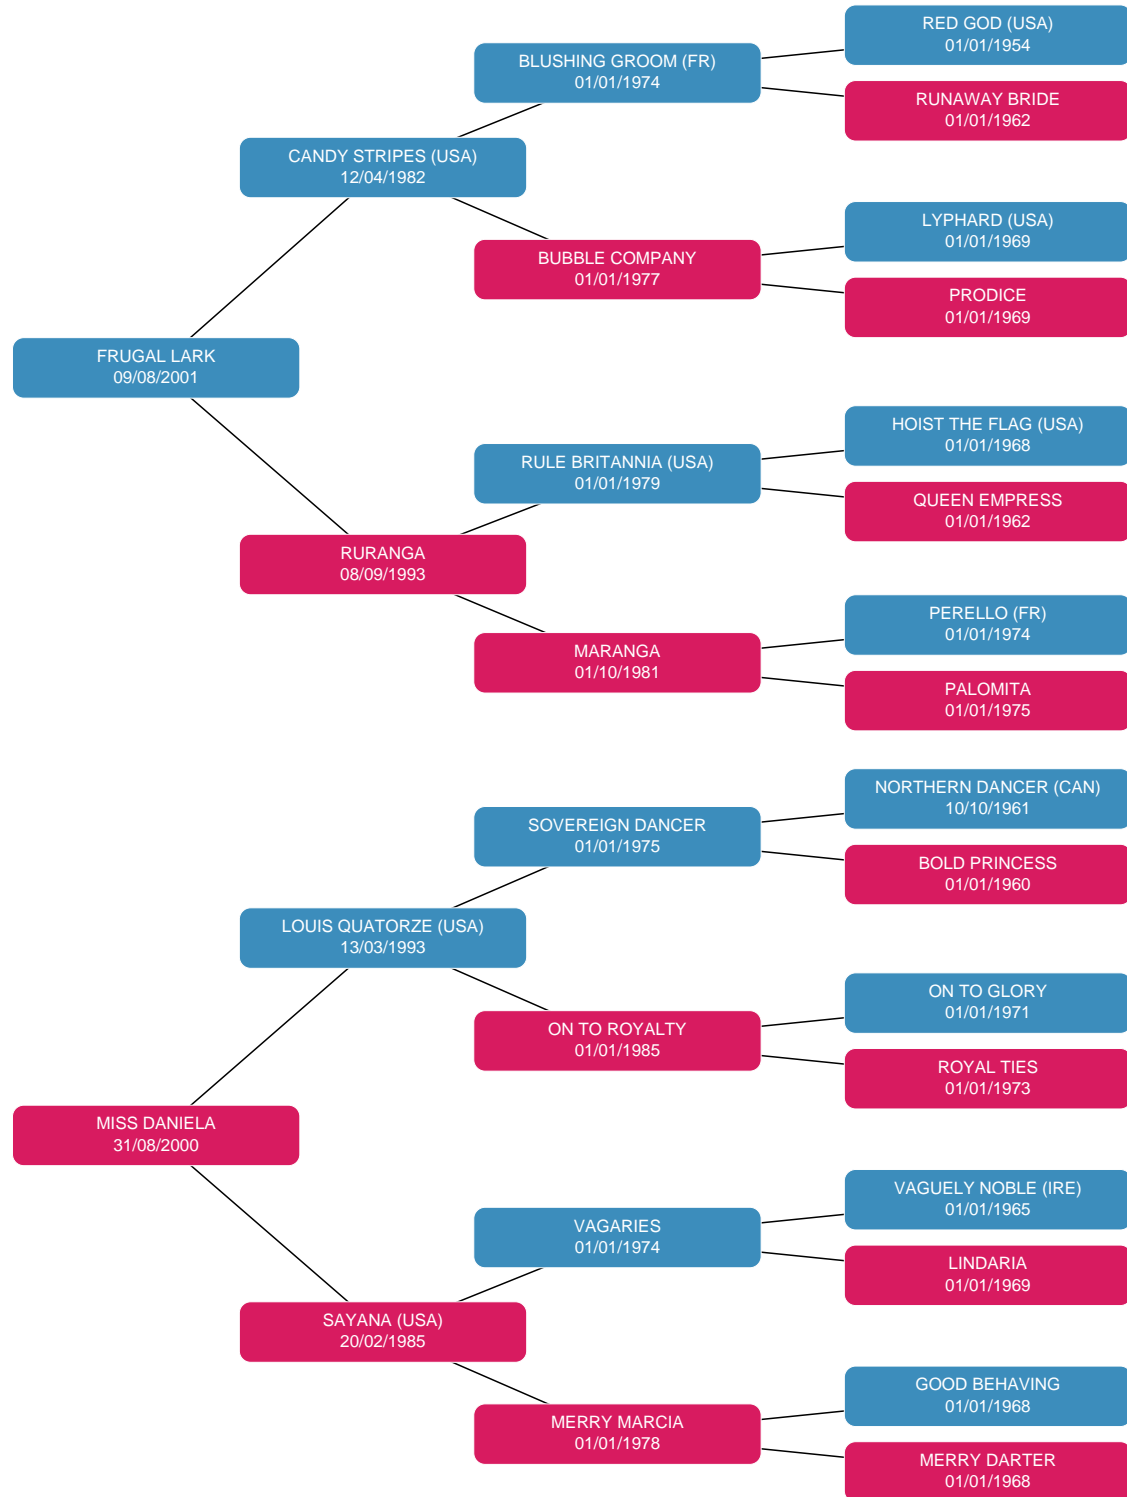 RED GOD (USA)
01/01/1954
BLUSHING GROOM (FR)
01/01/1974
RUNAWAY BRIDE
01/01/1962
CANDY STRIPES (USA)
12/04/1982
LYPHARD (USA)
01/01/1969
BUBBLE COMPANY
01/01/1977
PRODICE
01/01/1969
FRUGAL LARK
09/08/2001
HOIST THE FLAG (USA)
01/01/1968
RULE BRITANNIA (USA)
01/01/1979
QUEEN EMPRESS
01/01/1962
RURANGA
08/09/1993
PERELLO (FR)
01/01/1974
MARANGA
01/10/1981
PALOMITA
01/01/1975
NORTHERN DANCER (CAN)
10/10/1961
SOVEREIGN DANCER
01/01/1975
BOLD PRINCESS
01/01/1960
LOUIS QUATORZE (USA)
13/03/1993
ON TO GLORY
01/01/1971
ON TO ROYALTY
01/01/1985
ROYAL TIES
01/01/1973
MISS DANIELA
31/08/2000
VAGUELY NOBLE (IRE)
01/01/1965
VAGARIES
01/01/1974
LINDARIA
01/01/1969
SAYANA (USA)
20/02/1985
GOOD BEHAVING
01/01/1968
MERRY MARCIA
01/01/1978
MERRY DARTER
01/01/1968